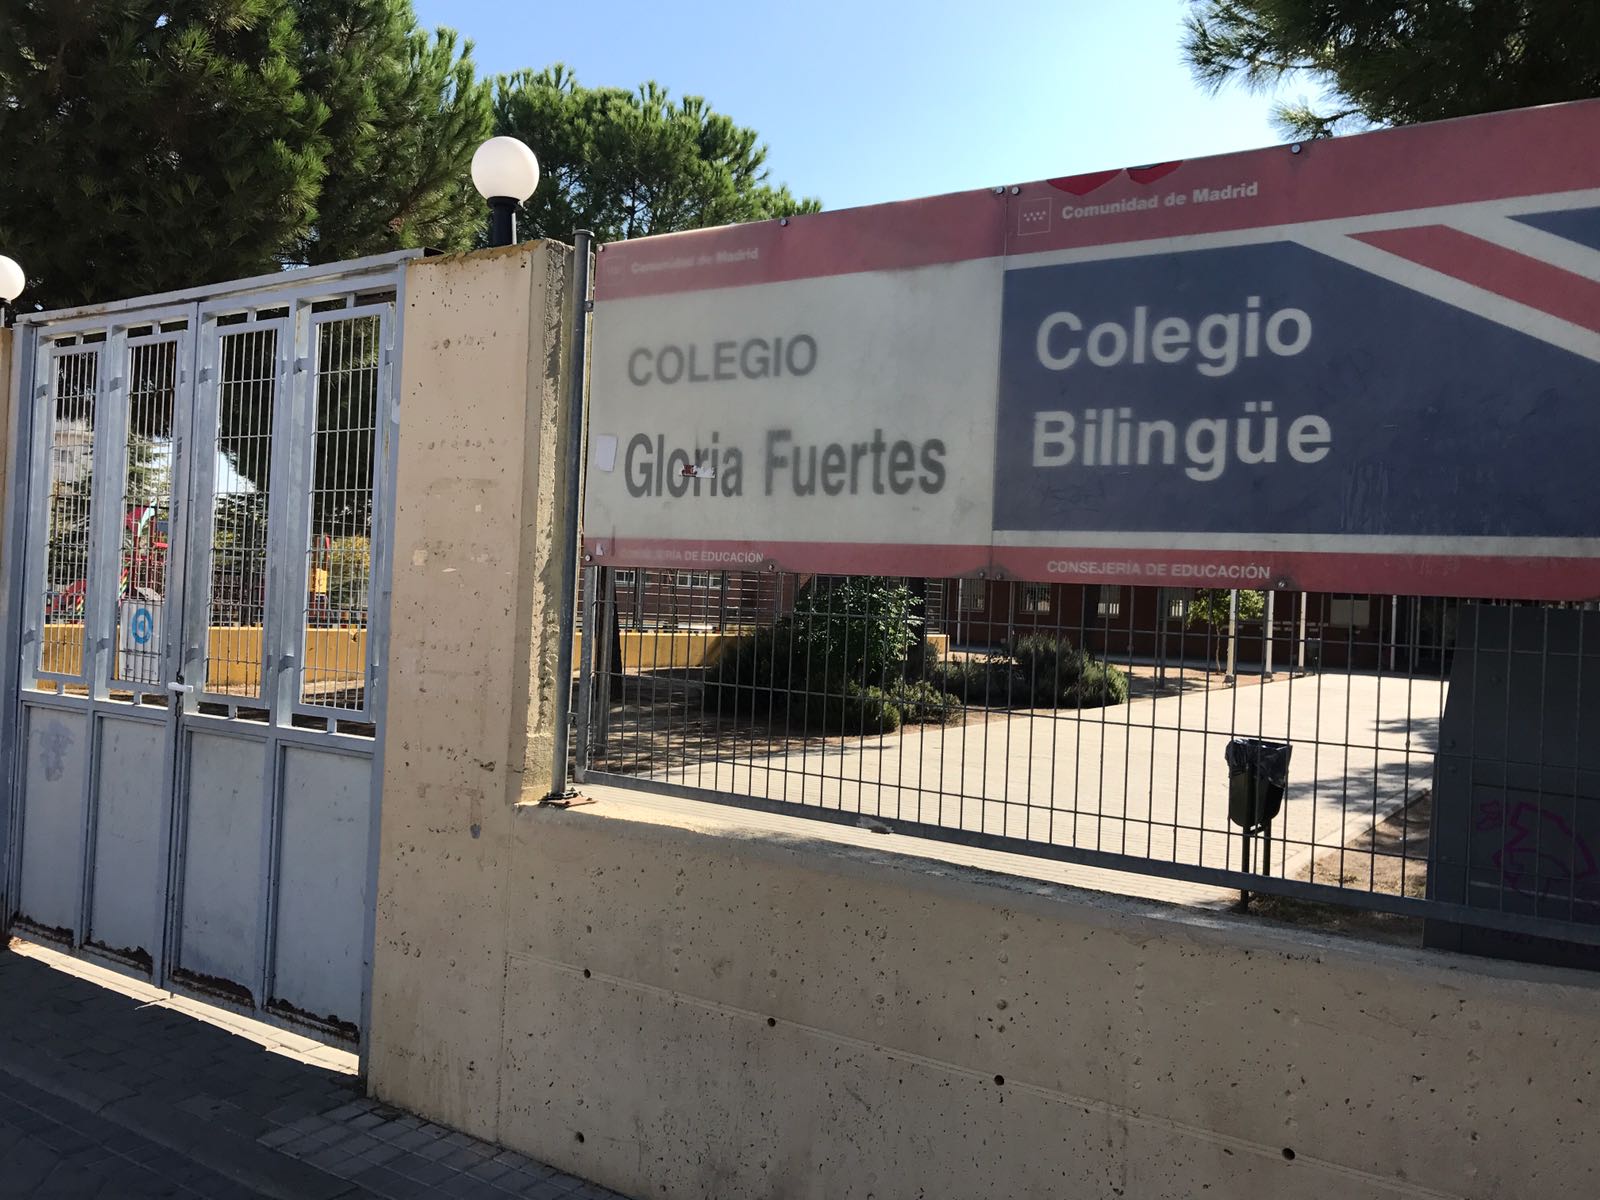 Comunidad de Madrid
COLEGIO
Gloria Fuertes
CONSEJERÍA DE EDUCACIÓN
Comunidad de Madrid
Colegio
Bilingüe
CONSEJERÍA DE EDUCACIÓN